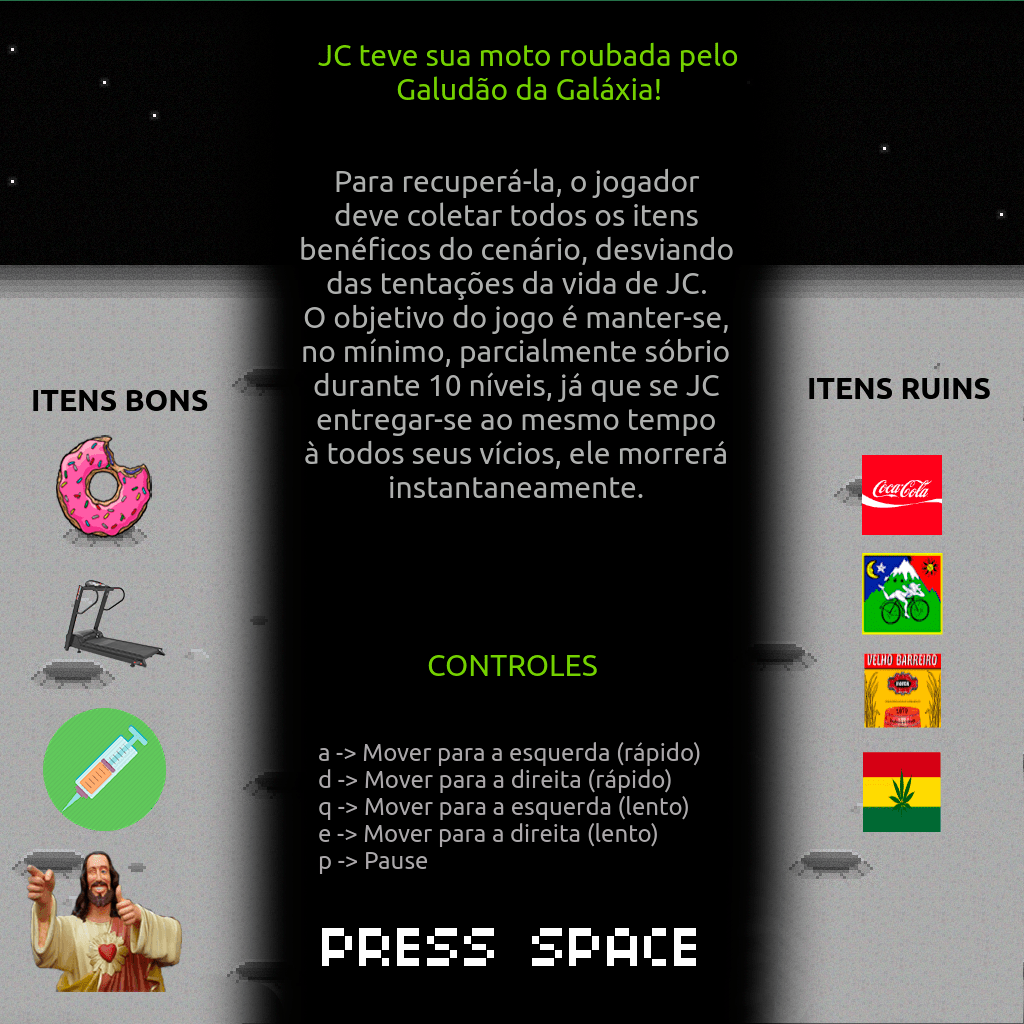 JC teve sua moto roubada pelo
Galudão da Galáxia!
Para recuperá-la, o jogador
deve coletar todos os itens
benéficos do cenário, desviando
das tentações da vida de JC.
O objetivo do jogo é manter-se,
no mínimo, parcialmente sóbrio
durante 10 níveis, já que se JC
entregar-se ao mesmo tempo
à todos seus vícios, ele morrerá
instantaneamente.
ITENS BONS
ITENS RUINS
Coca-Cola
VELHO BARREIRO
CONTROLES
a -> Mover para a esquerda (rápido)
d -> Mover para a direita (rápido)
q -> Mover para a esquerda (lento)
e -> Mover para a direita (lento)
p -> Pause
PRESS SPACE